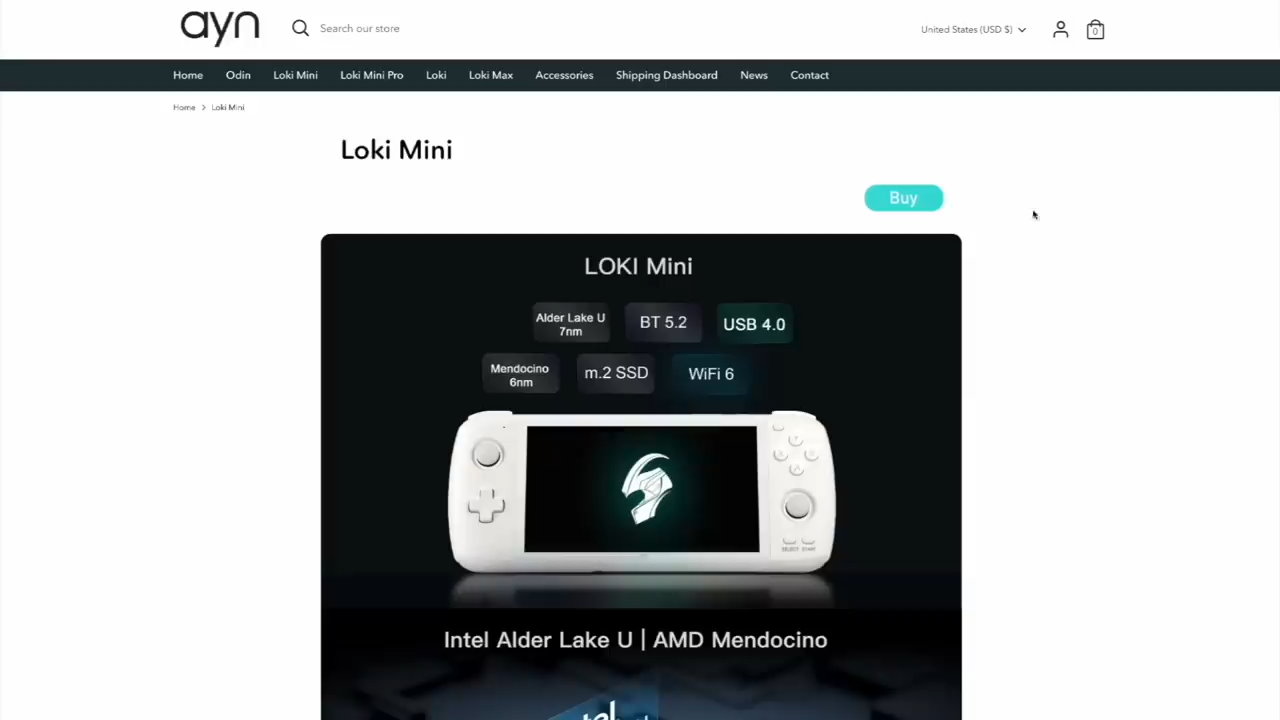 ayn
Search our store
United States (USD $)
0
Home Odin Loki Mini Loki Mini Pro Loki Loki Max Accessories Shipping Dashboard News Contact
Home > Loki Mini
Loki Mini
Buy
LOKI Mini
Alder Lake U
7nm
BT 5.2
USB 4.0
Mendocino
6nm
m.2 SSD
WiFi 6
Y
A
SELECT START
Intel Alder Lake U | AMD Mendocino